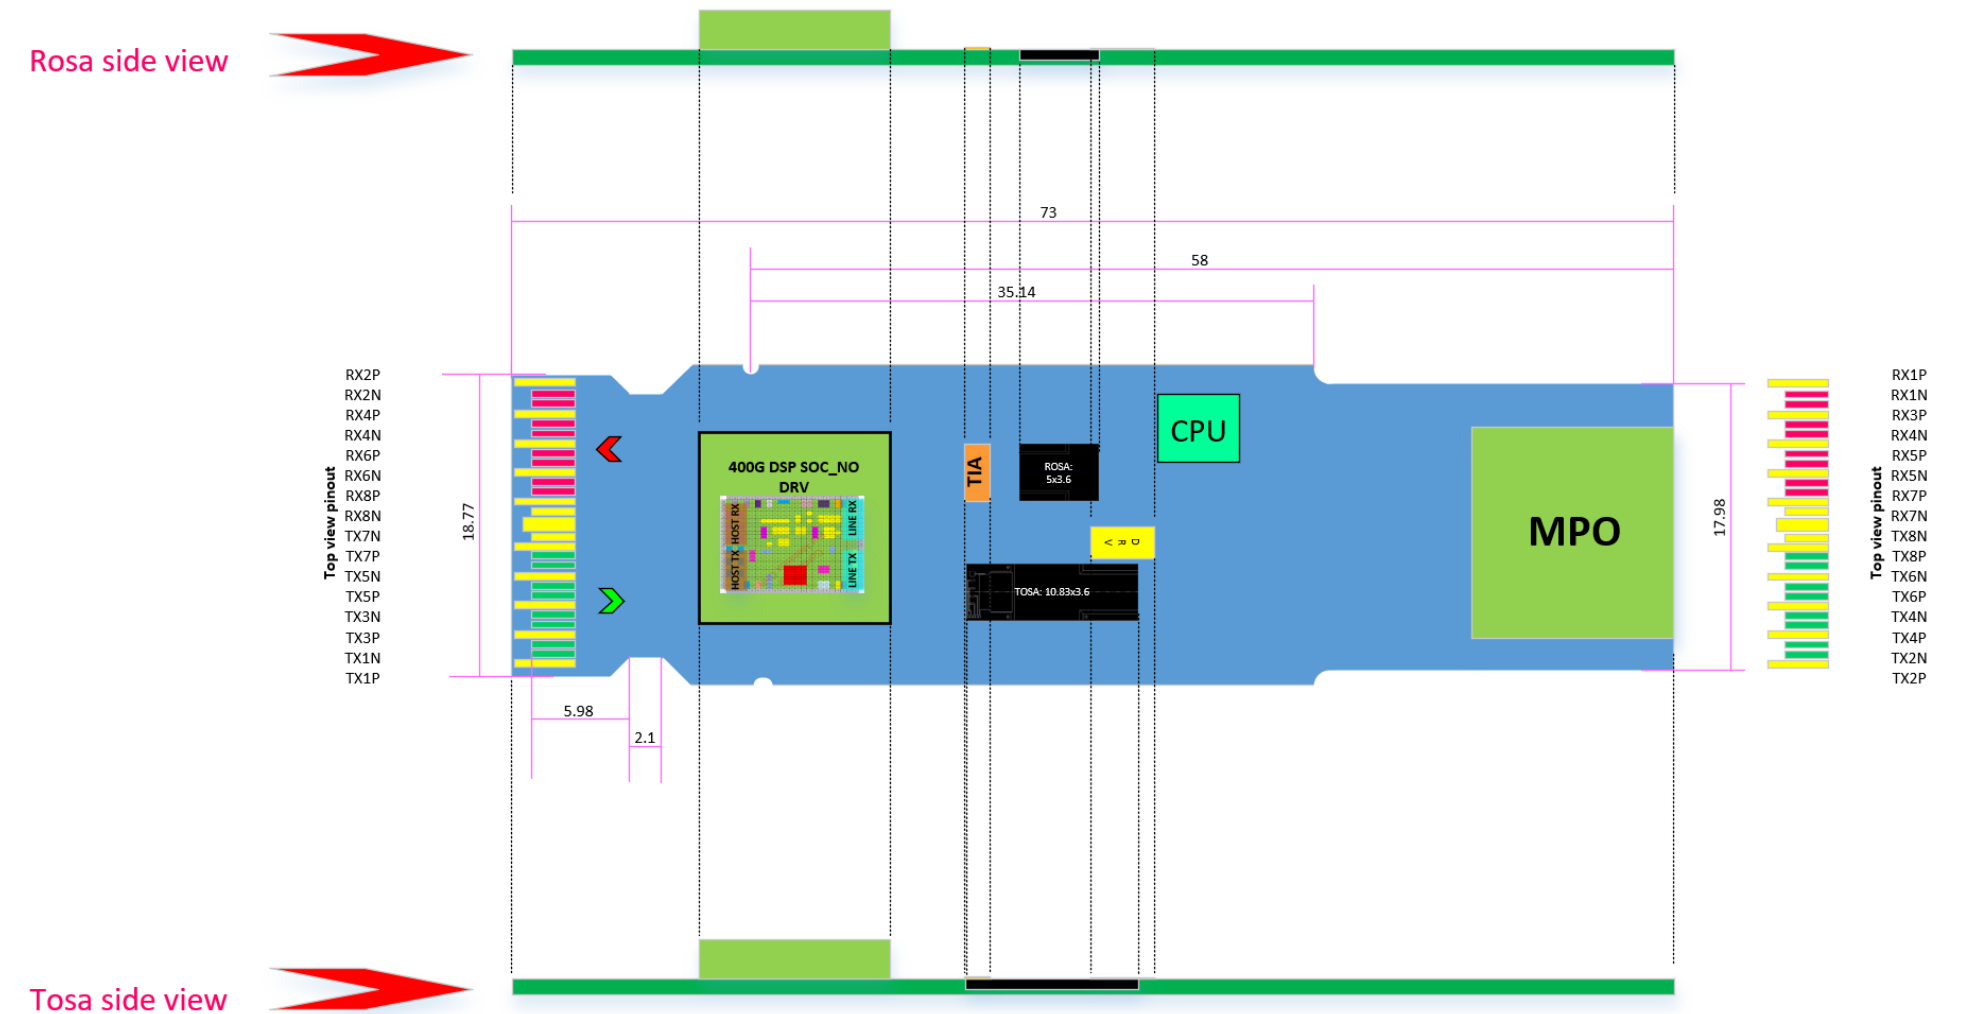 Rosa side view
73
58
35.14
RX2P
RX2N
RX4P
RX4N
RX6P
RX6N
RX8P
RX8N
TX7N
TX7P
TX5N
TX5P
TX3N
TX3P
TX1N
TX1P
Top view pinout
18.77
5.98
2.1
400G DSP SOC_NO
DRV
HOST RX
HOST TX
LINE RX
LINE TX
TIA
ROSA:
5x3.6
CPU
D R V
TOSA: 10.83x3.6
MPO
17.98
Top view pinout
RX1P
RX1N
RX3P
RX4N
RX5P
RX5N
RX7P
RX7N
TX8N
TX8P
TX6N
TX6P
TX4N
TX4P
TX2N
TX2P
Tosa side view